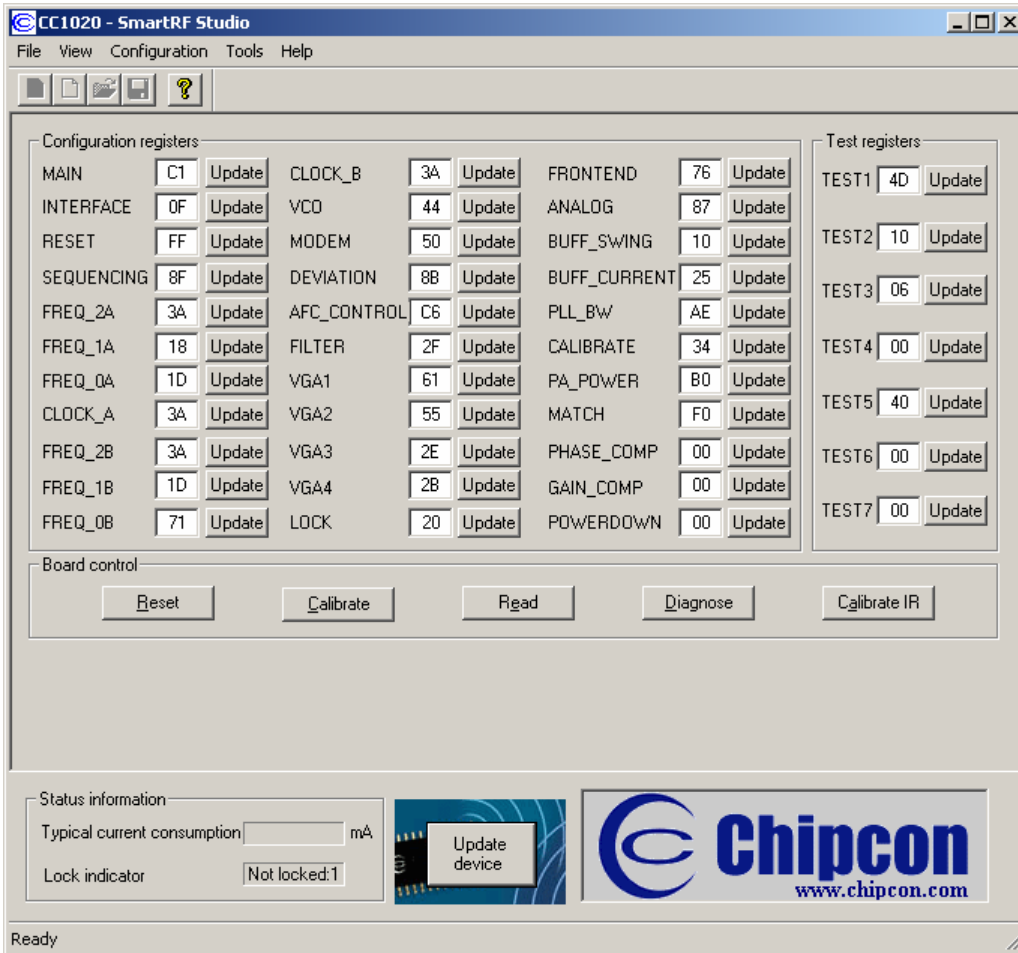 CC1020 - SmartRF Studio
File View Configuration Tools Help
Configuration registers
MAIN C1 Update CLOCK_B 3A Update FRONTEND 76 Update
INTERFACE 0F Update VCO 44 Update ANALOG 87 Update
RESET FF Update MODEM 50 Update BUFF_SWING 10 Update
SEQUENCING 8F Update DEVIATION 8B Update BUFF_CURRENT 25 Update
FREQ_2A 3A Update AFC_CONTROL C6 Update PLL_BW AE Update
FREQ_1A 18 Update FILTER 2F Update CALIBRATE 34 Update
FREQ_0A 1D Update VGA1 61 Update PA_POWER B0 Update
CLOCK_A 3A Update VGA2 55 Update MATCH F0 Update
FREQ_2B 3A Update VGA3 2E Update PHASE_COMP 00 Update
FREQ_1B 1D Update VGA4 2B Update GAIN_COMP 00 Update
FREQ_0B 71 Update LOCK 20 Update POWERDOWN 00 Update
Test registers
TEST1 4D Update
TEST2 10 Update
TEST3 06 Update
TEST4 00 Update
TEST5 40 Update
TEST6 00 Update
TEST7 00 Update
Board control
Reset Calibrate Read Diagnose Calibrate IR
Status information
Typical current consumption mA
Lock indicator Not locked:1
Update
device
Chipcon
www.chipcon.com
Ready